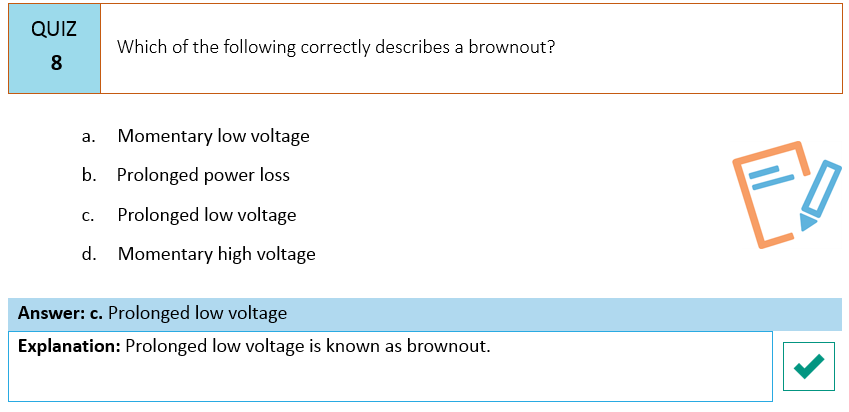 QUIZ
8
Which of the following correctly describes a brownout?
a. Momentary low voltage
b. Prolonged power loss
c. Prolonged low voltage
d. Momentary high voltage
Answer: c. Prolonged low voltage
Explanation: Prolonged low voltage is known as brownout.